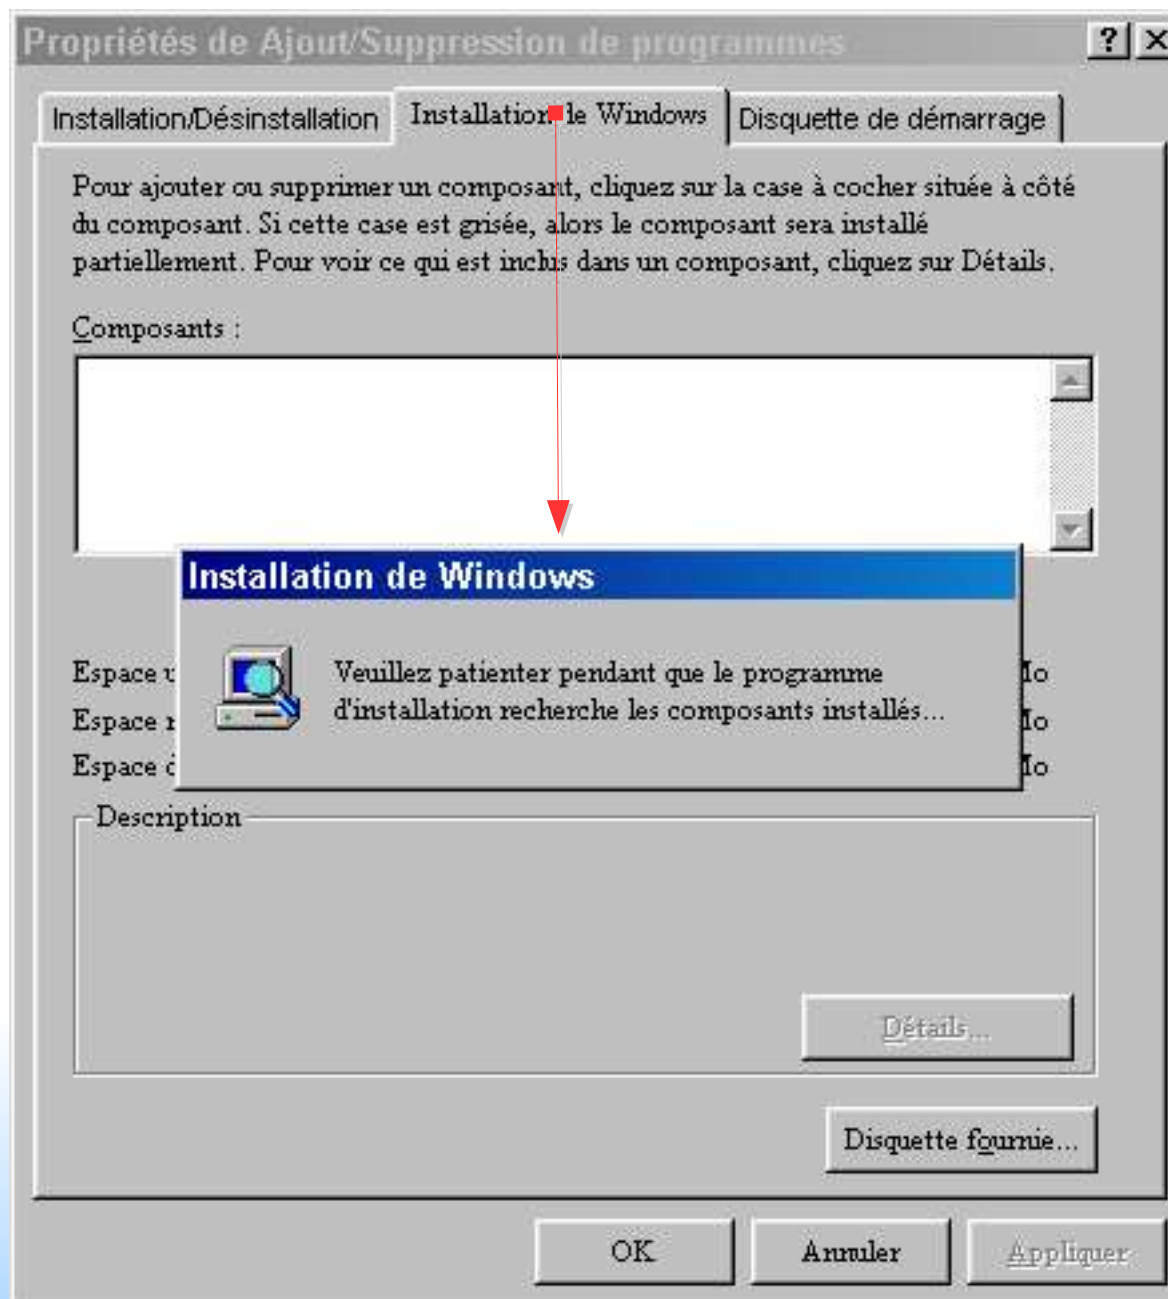 Propriétés de Ajout/Suppression de programmes
Installation/Désinstallation
Installation de Windows
Disquette de démarrage
Pour ajouter ou supprimer un composant, cliquez sur la case à cocher située à côté
du composant. Si cette case est grisée, alors le composant sera installé
partiellement. Pour voir ce qui est inclus dans un composant, cliquez sur Détails.
Composants :
Installation de Windows
Veuillez patienter pendant que le programme
d'installation recherche les composants installés...
Espace
Espace
Espace
Description
Détails...
Disquette fournie...
OK
Annuler
Appliquer